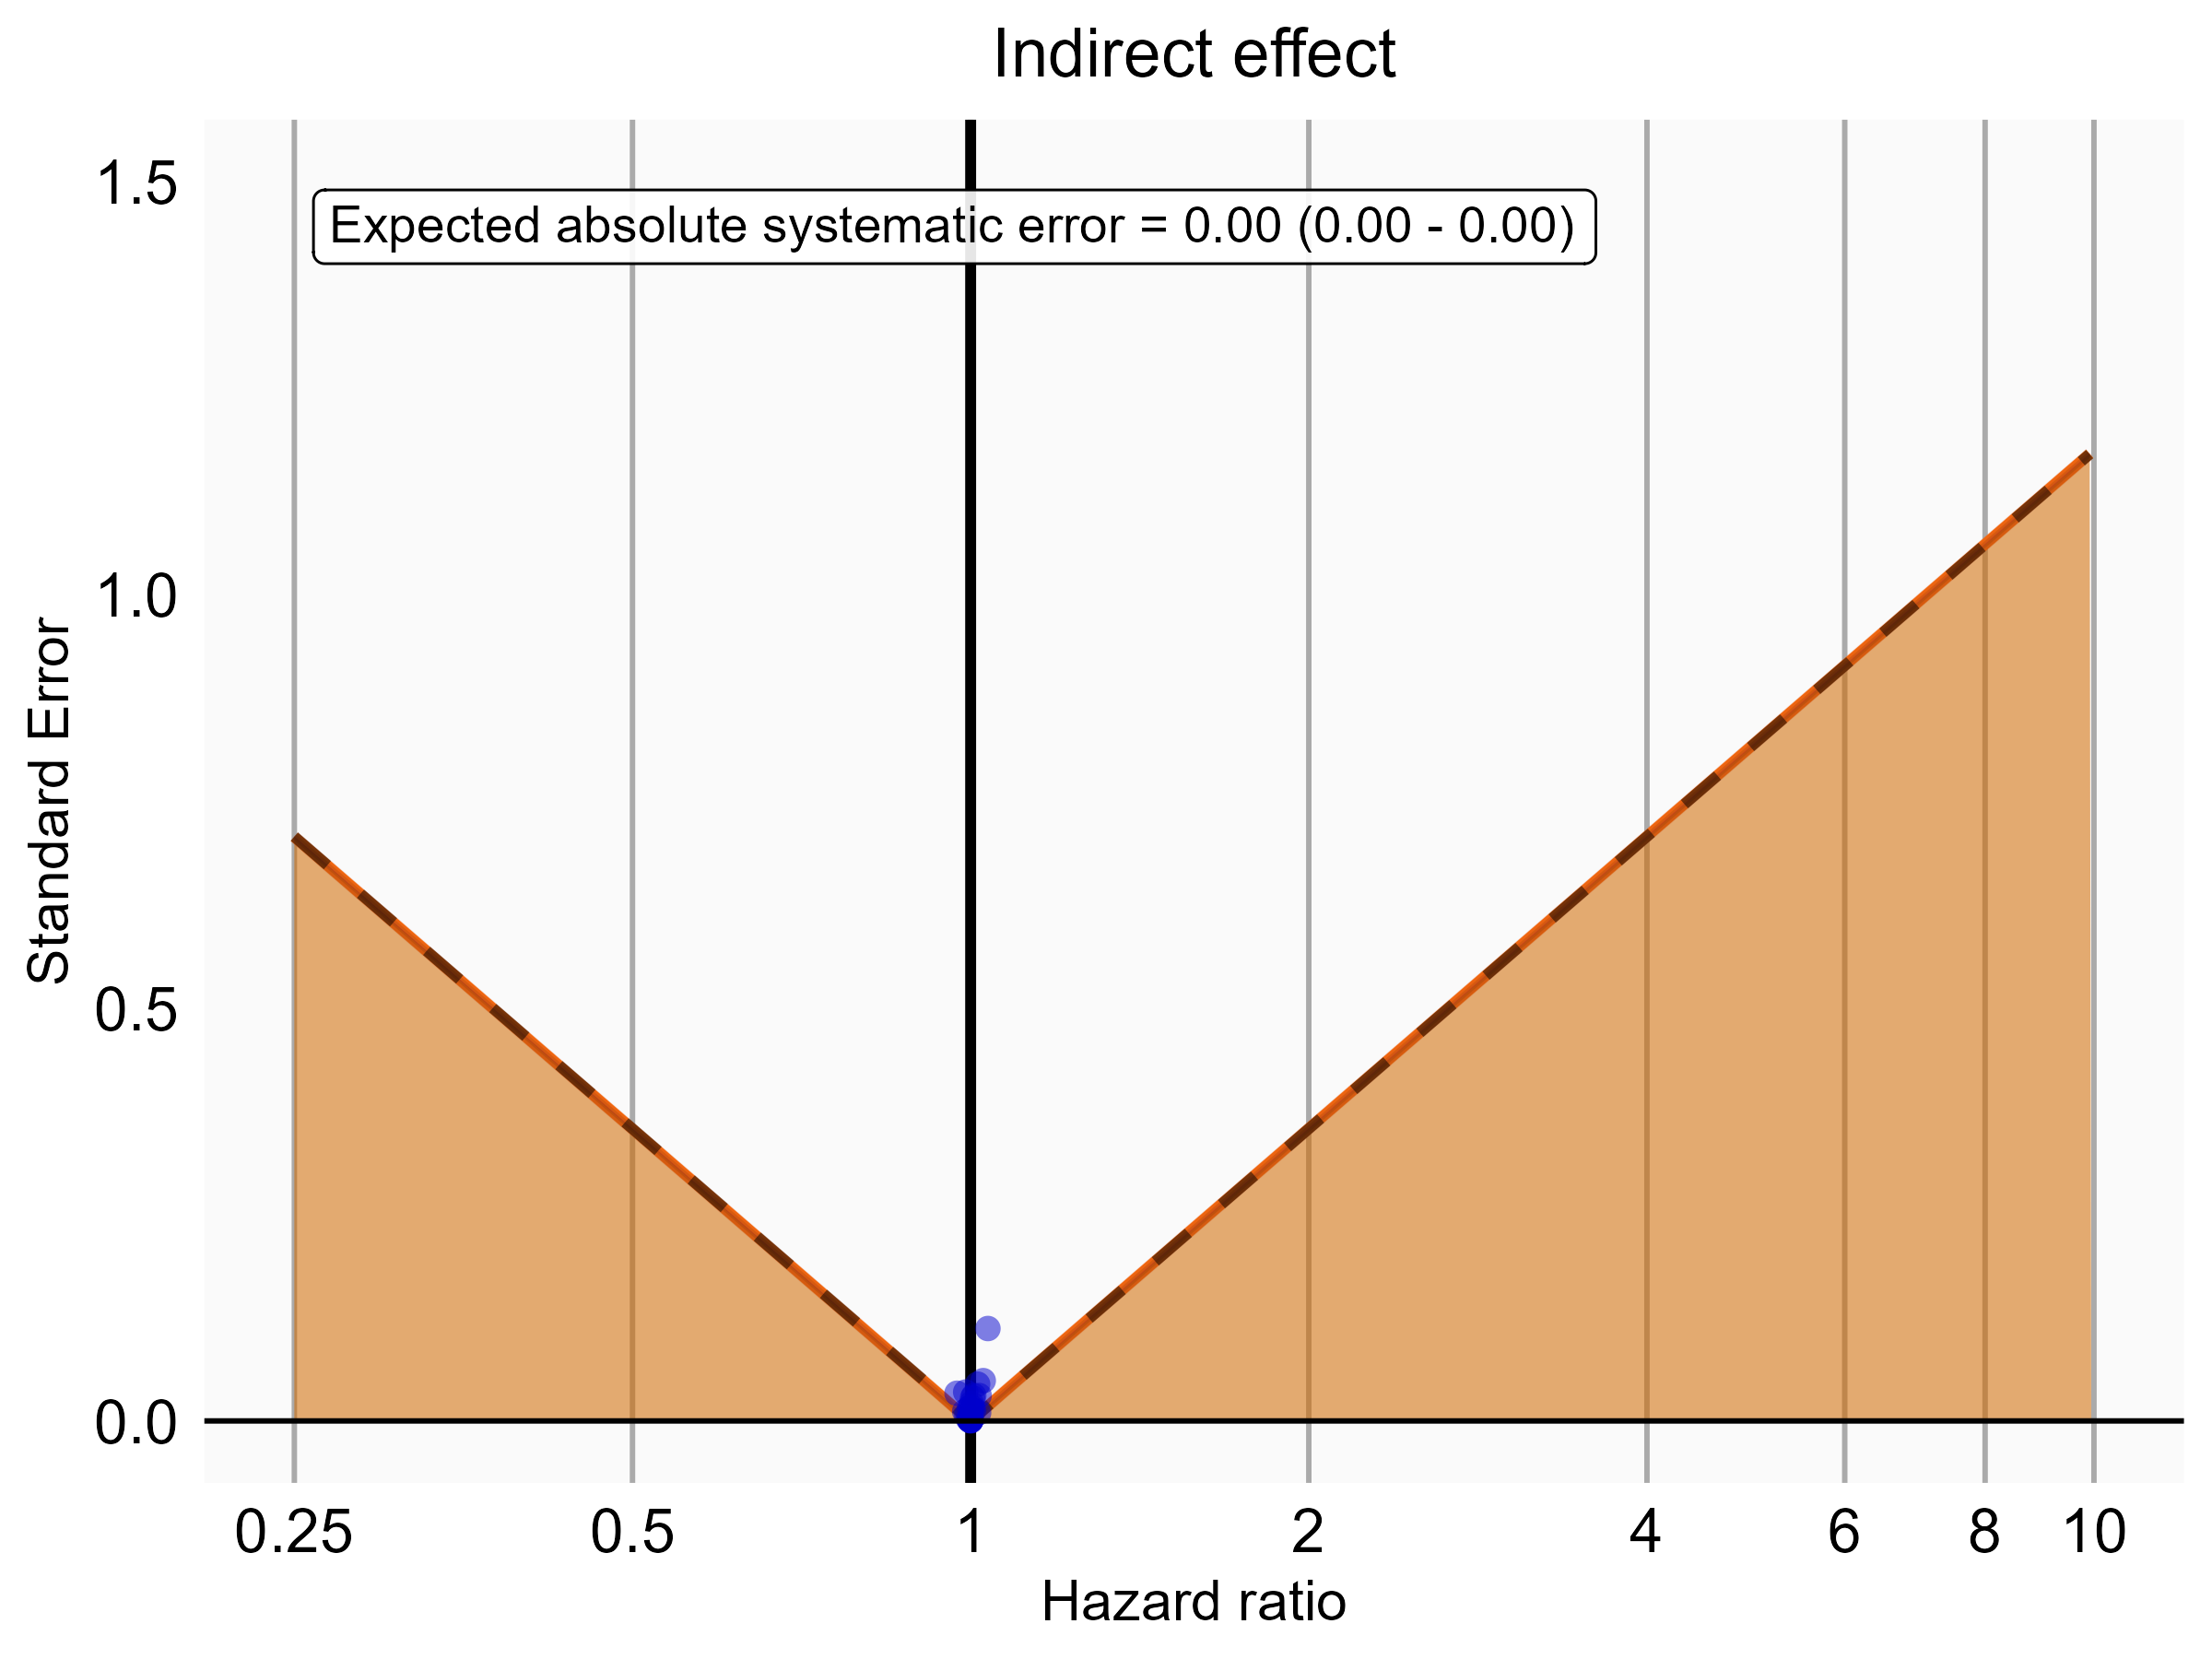 Indirect effect
Expected absolute systematic error = 0.00 (0.00 - 0.00)
1.5
1.0
0.5
0.0
Standard Error
0.25 0.5 1 2 4 6 8 10
Hazard ratio